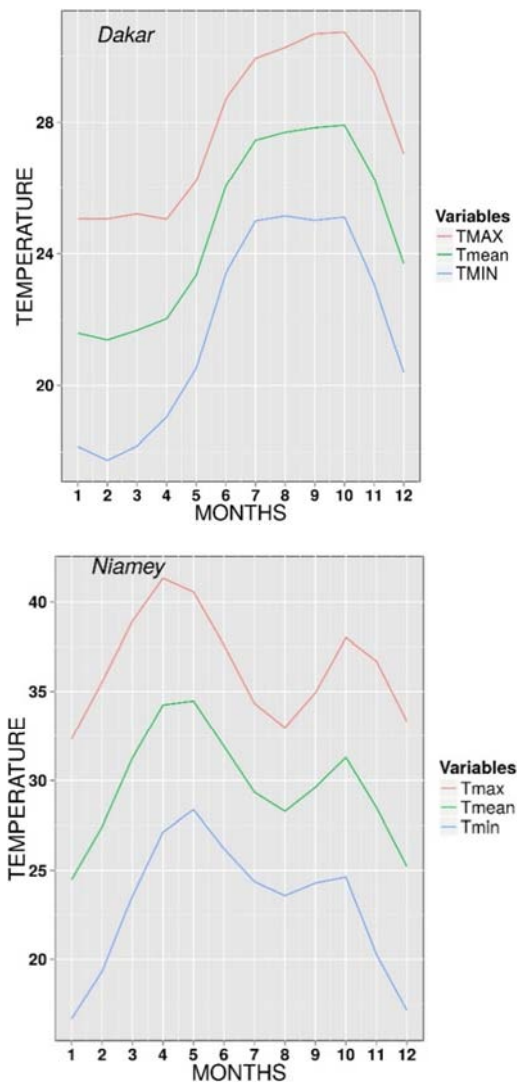 Dakar
TEMPERATURE
28
24
20
1 2 3 4 5 6 7 8 9 10 11 12
MONTHS
Variables
TMAX
Tmean
TMIN
Niamey
TEMPERATURE
40
35
30
25
20
1 2 3 4 5 6 7 8 9 10 11 12
MONTHS
Variables
Tmax
Tmean
Tmin